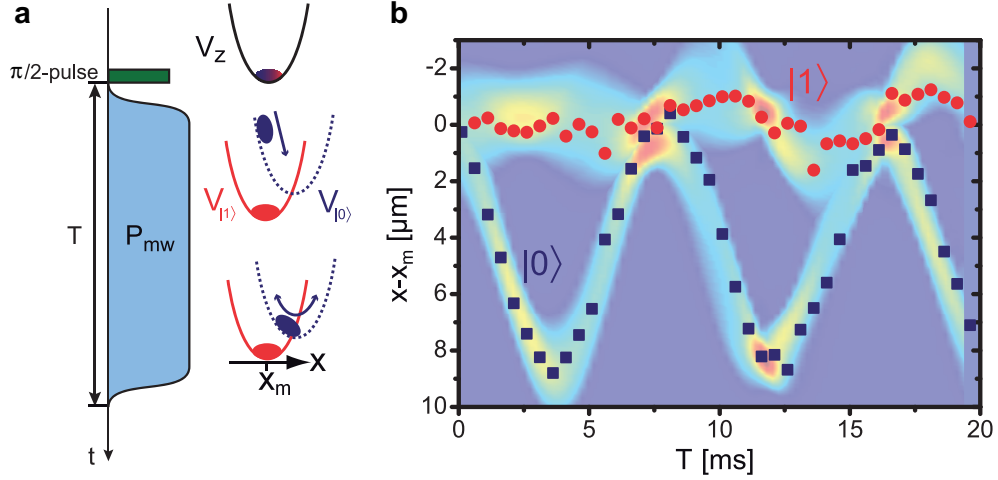 a
π/2-pulse
T
P_mw
t
V_Z
V_|1⟩
V_|0⟩
x
x_m
b
-2
0
2
4
6
8
10
x-x_m [μm]
|1⟩
|0⟩
0
5
10
15
20
T [ms]